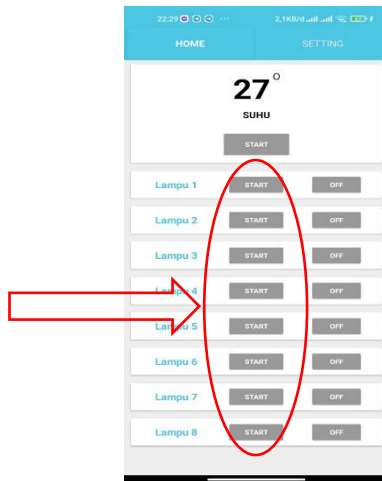 22:29 ... 2,1KB/d
HOME SETTING
27°
SUHU
START
Lampu 1 START OFF
Lampu 2 START OFF
Lampu 3 START OFF
Lampu 4 START OFF
Lampu 5 START OFF
Lampu 6 START OFF
Lampu 7 START OFF
Lampu 8 START OFF